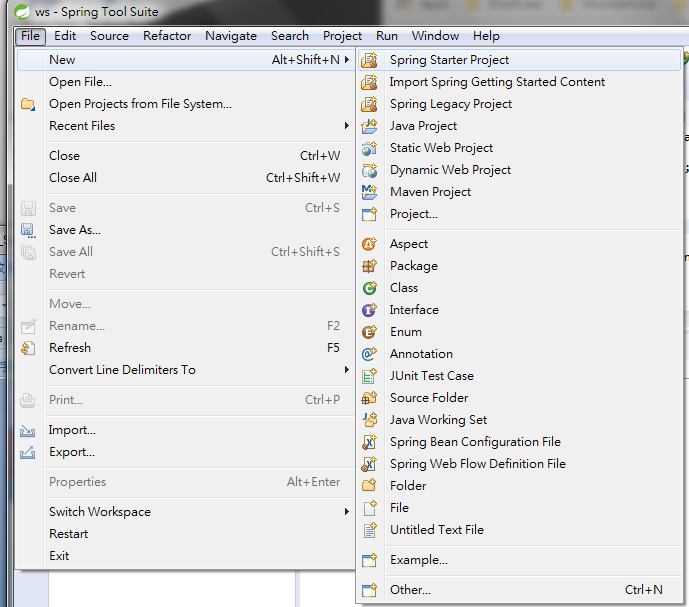 ws - Spring Tool Suite
File Edit Source Refactor Navigate Search Project Run Window Help
New Alt+Shift+N
Open File...
Open Projects from File System...
Recent Files
Close Ctrl+W
Close All Ctrl+Shift+W
Save Ctrl+S
Save As...
Save All Ctrl+Shift+S
Revert
Move...
Rename... F2
Refresh F5
Convert Line Delimiters To
Print... Ctrl+P
Import...
Export...
Properties Alt+Enter
Switch Workspace
Restart
Exit
Spring Starter Project
Import Spring Getting Started Content
Spring Legacy Project
Java Project
Static Web Project
Dynamic Web Project
Maven Project
Project...
Aspect
Package
Class
Interface
Enum
Annotation
JUnit Test Case
Source Folder
Java Working Set
Spring Bean Configuration File
Spring Web Flow Definition File
Folder
File
Untitled Text File
Example...
Other... Ctrl+N